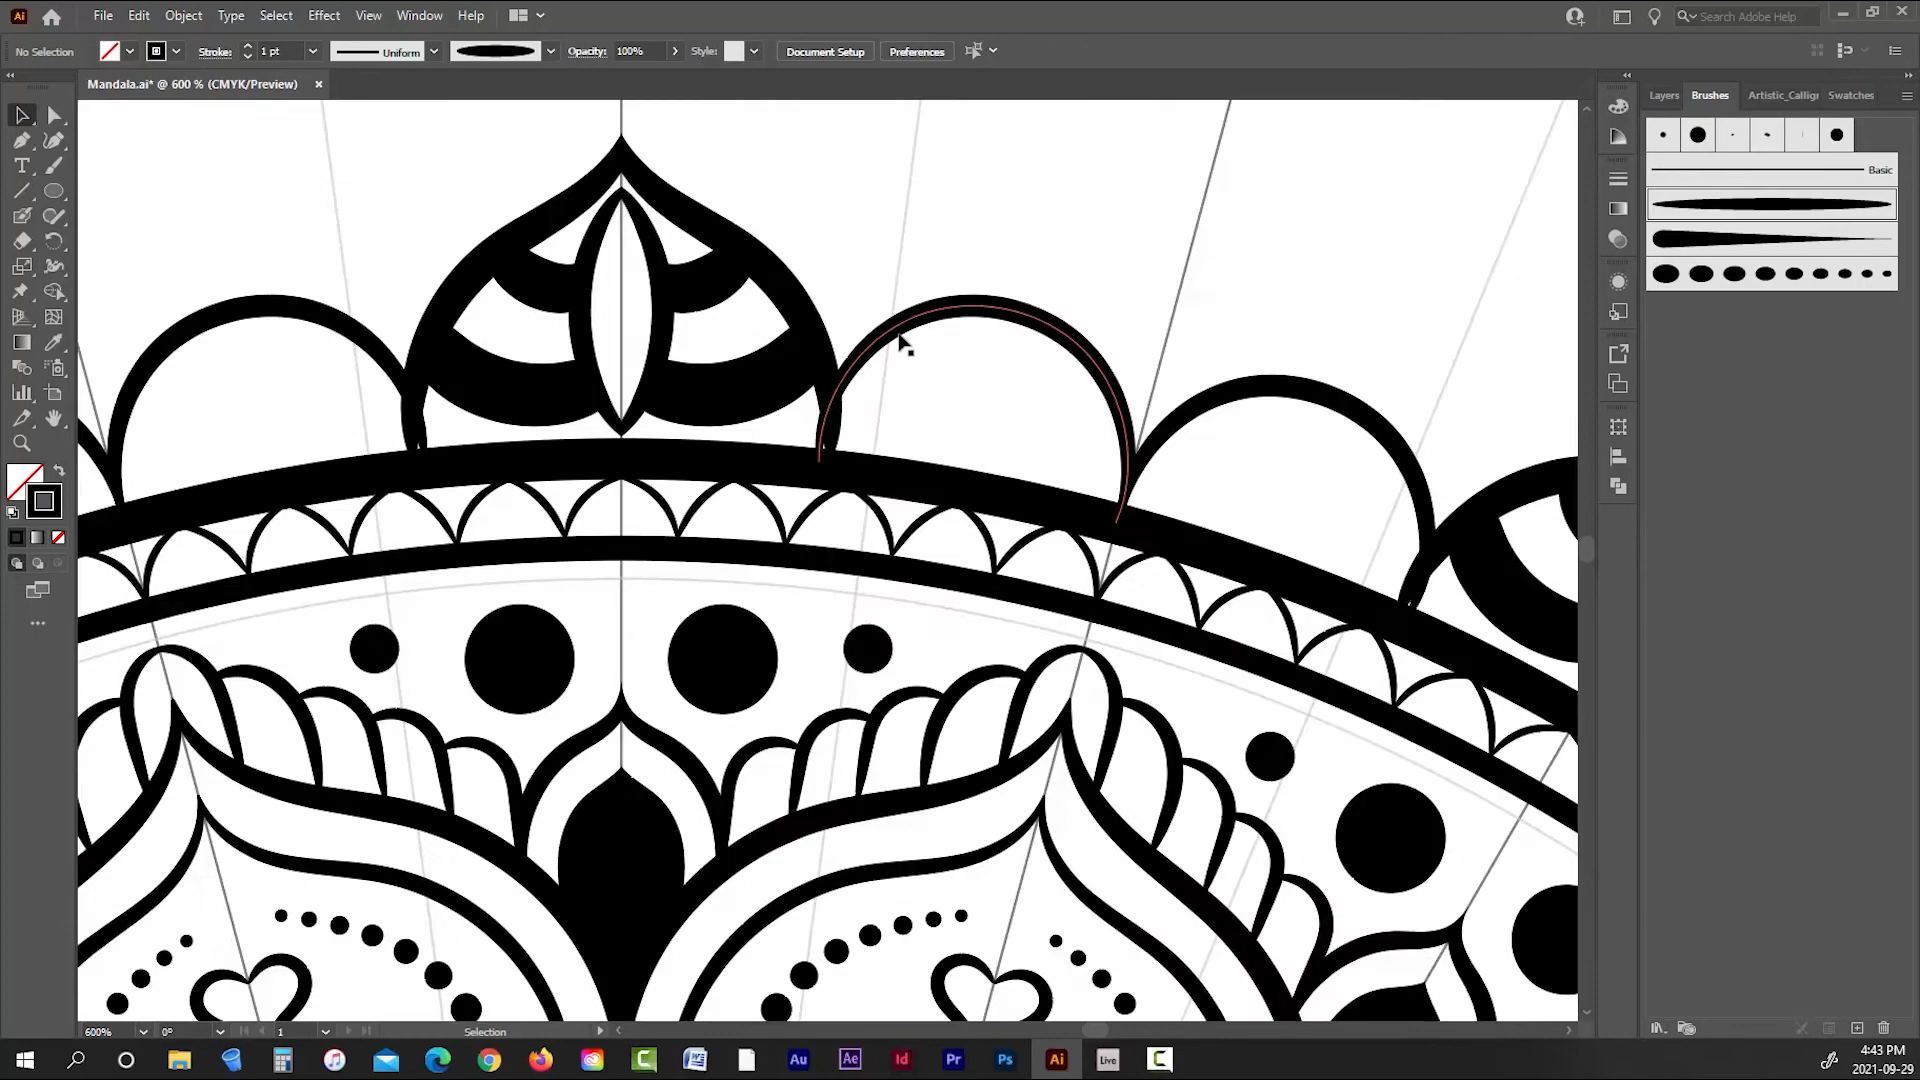 Ai File Edit Object Type Select Effect View Window Help Search Adobe Help
No Selection Stroke: 1 pt Uniform Opacity: 100% Style: Document Setup Preferences
Mandala.ai* @ 600 % (CMYK/Preview) ×
Layers Brushes Artistic_Calligr Swatches
Basic
T
600% 0° 1 Selection
Au Ae Id Pr Ps Ai Live C
4:43 PM
2021-09-29